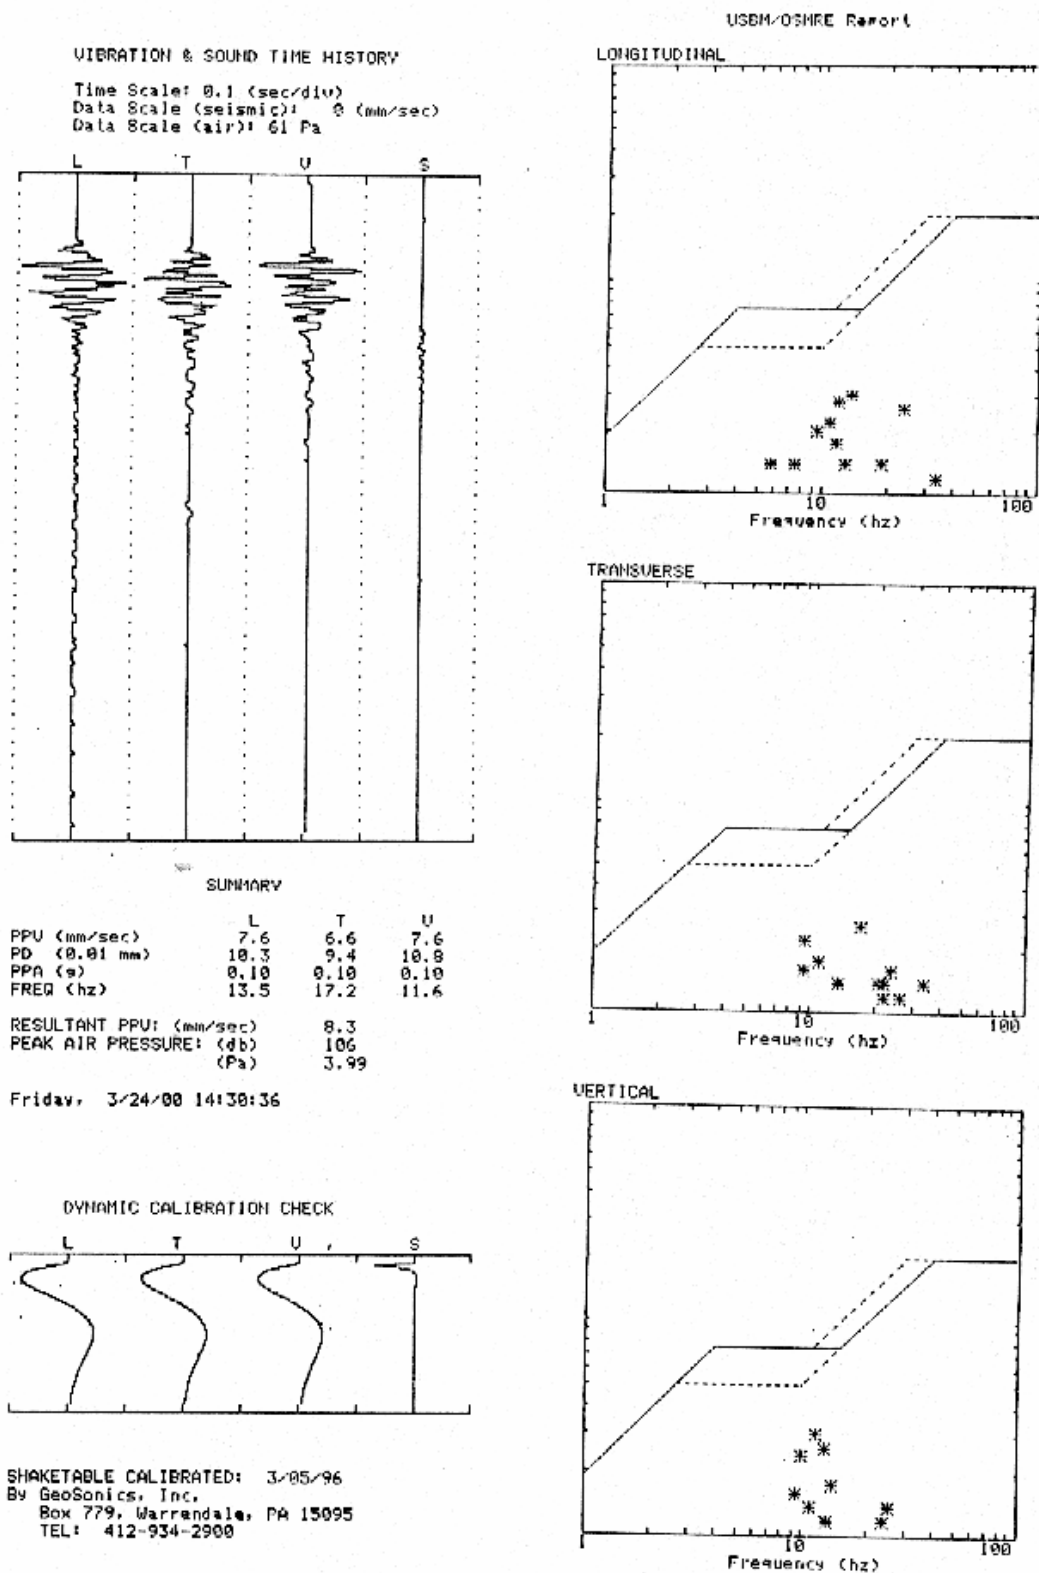 VIBRATION & SOUND TIME HISTORY
Time Scale: 0.1 (sec/div)
Data Scale (seismic): 0 (mm/sec)
Data Scale (air): 61 Pa
L T V S
SUMMARY
L T V
PPV (mm/sec) 7.6 6.6 7.6
PD (0.01 mm) 10.3 9.4 10.8
PPA (g) 0.10 0.10 0.10
FREQ (hz) 13.5 17.2 11.6
RESULTANT PPV: (mm/sec) 8.3
PEAK AIR PRESSURE: (db) 106
(Pa) 3.99
Friday, 3/24/00 14:30:36
DYNAMIC CALIBRATION CHECK
L T V S
SHAKETABLE CALIBRATED: 3/05/96
By GeoSonics, Inc.
Box 779, Warrendale, PA 15095
TEL: 412-934-2900
USBM/OSMRE Report
LONGITUDINAL
1 10 100
Frequency (hz)
TRANSVERSE
1 10 100
Frequency (hz)
VERTICAL
1 10 100
Frequency (hz)